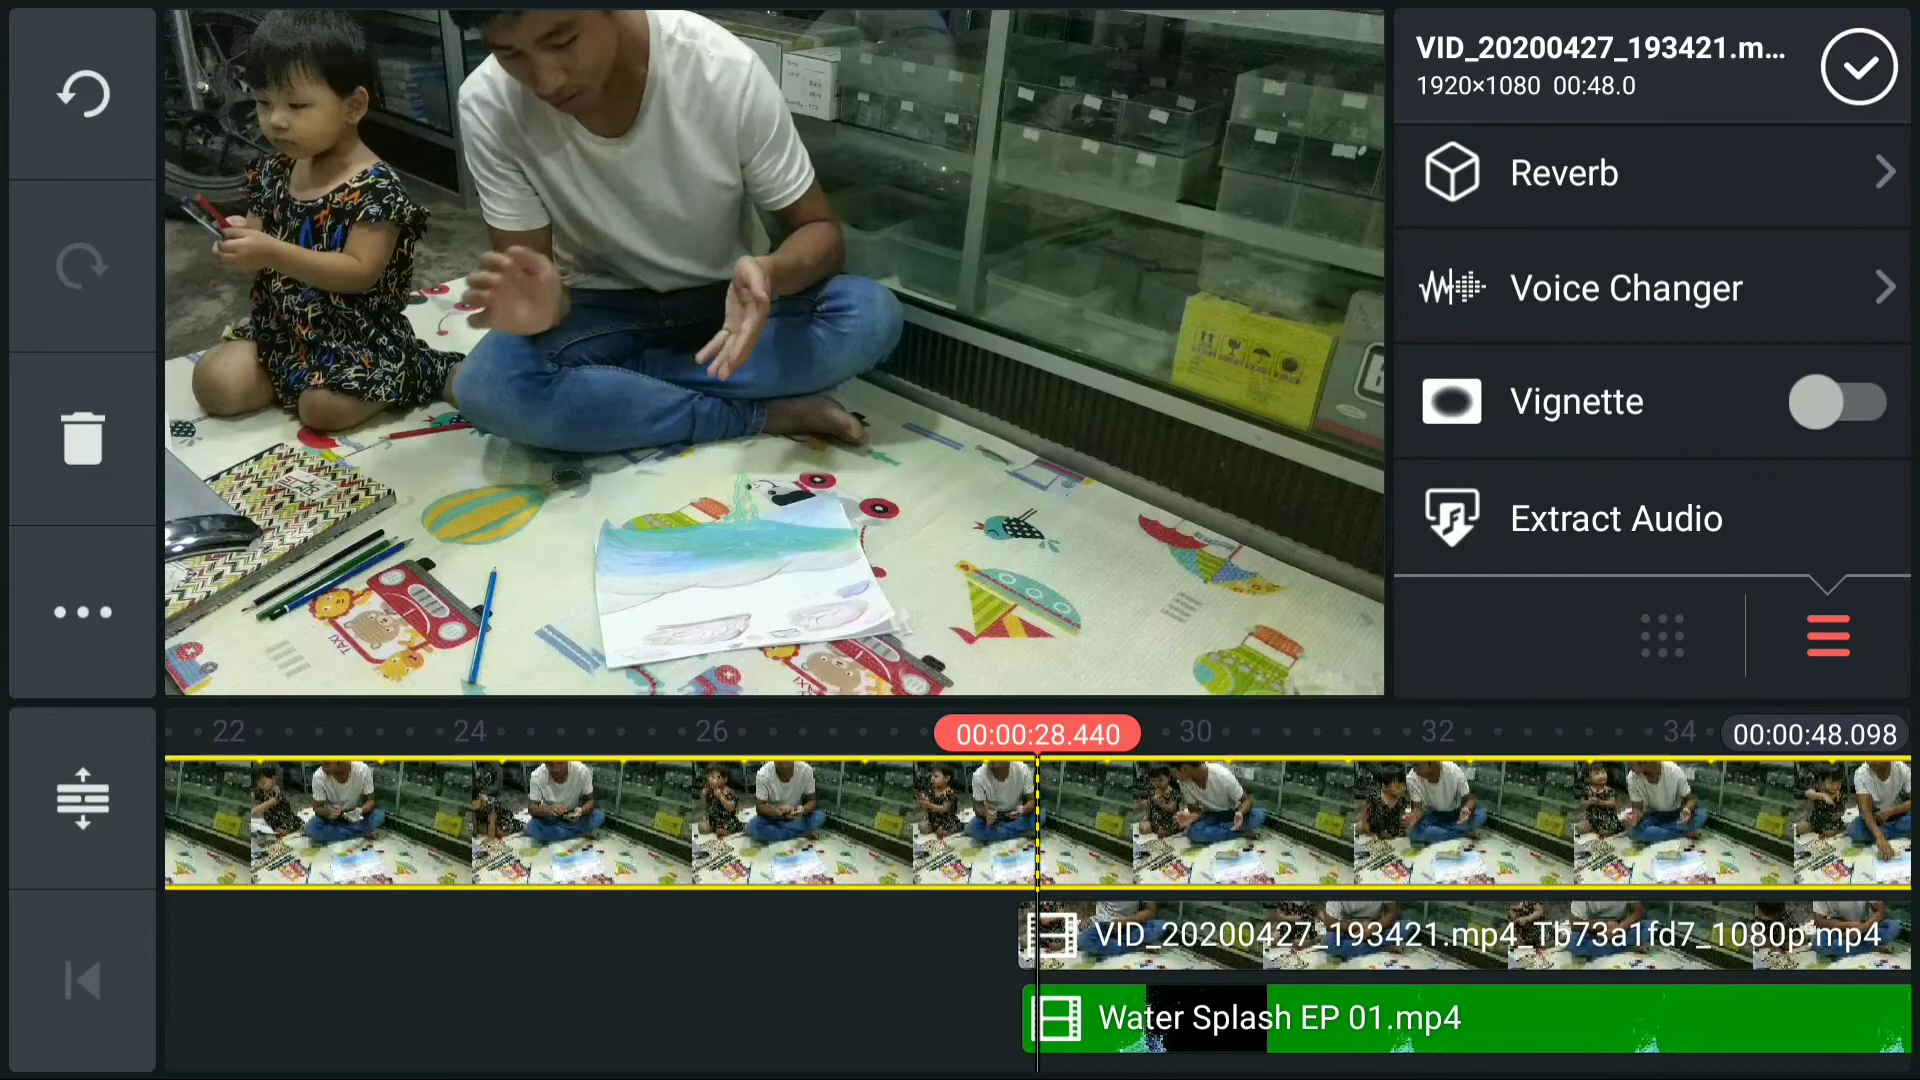 VID_20200427_193421.m...
1920×1080 00:48.0
Reverb
Voice Changer
Vignette
Extract Audio
TAXI
22
24
26
00:00:28.440
30
32
34
00:00:48.098
VID_20200427_193421.mp4_Tb73a1fd7_1080p.mp4
Water Splash EP 01.mp4